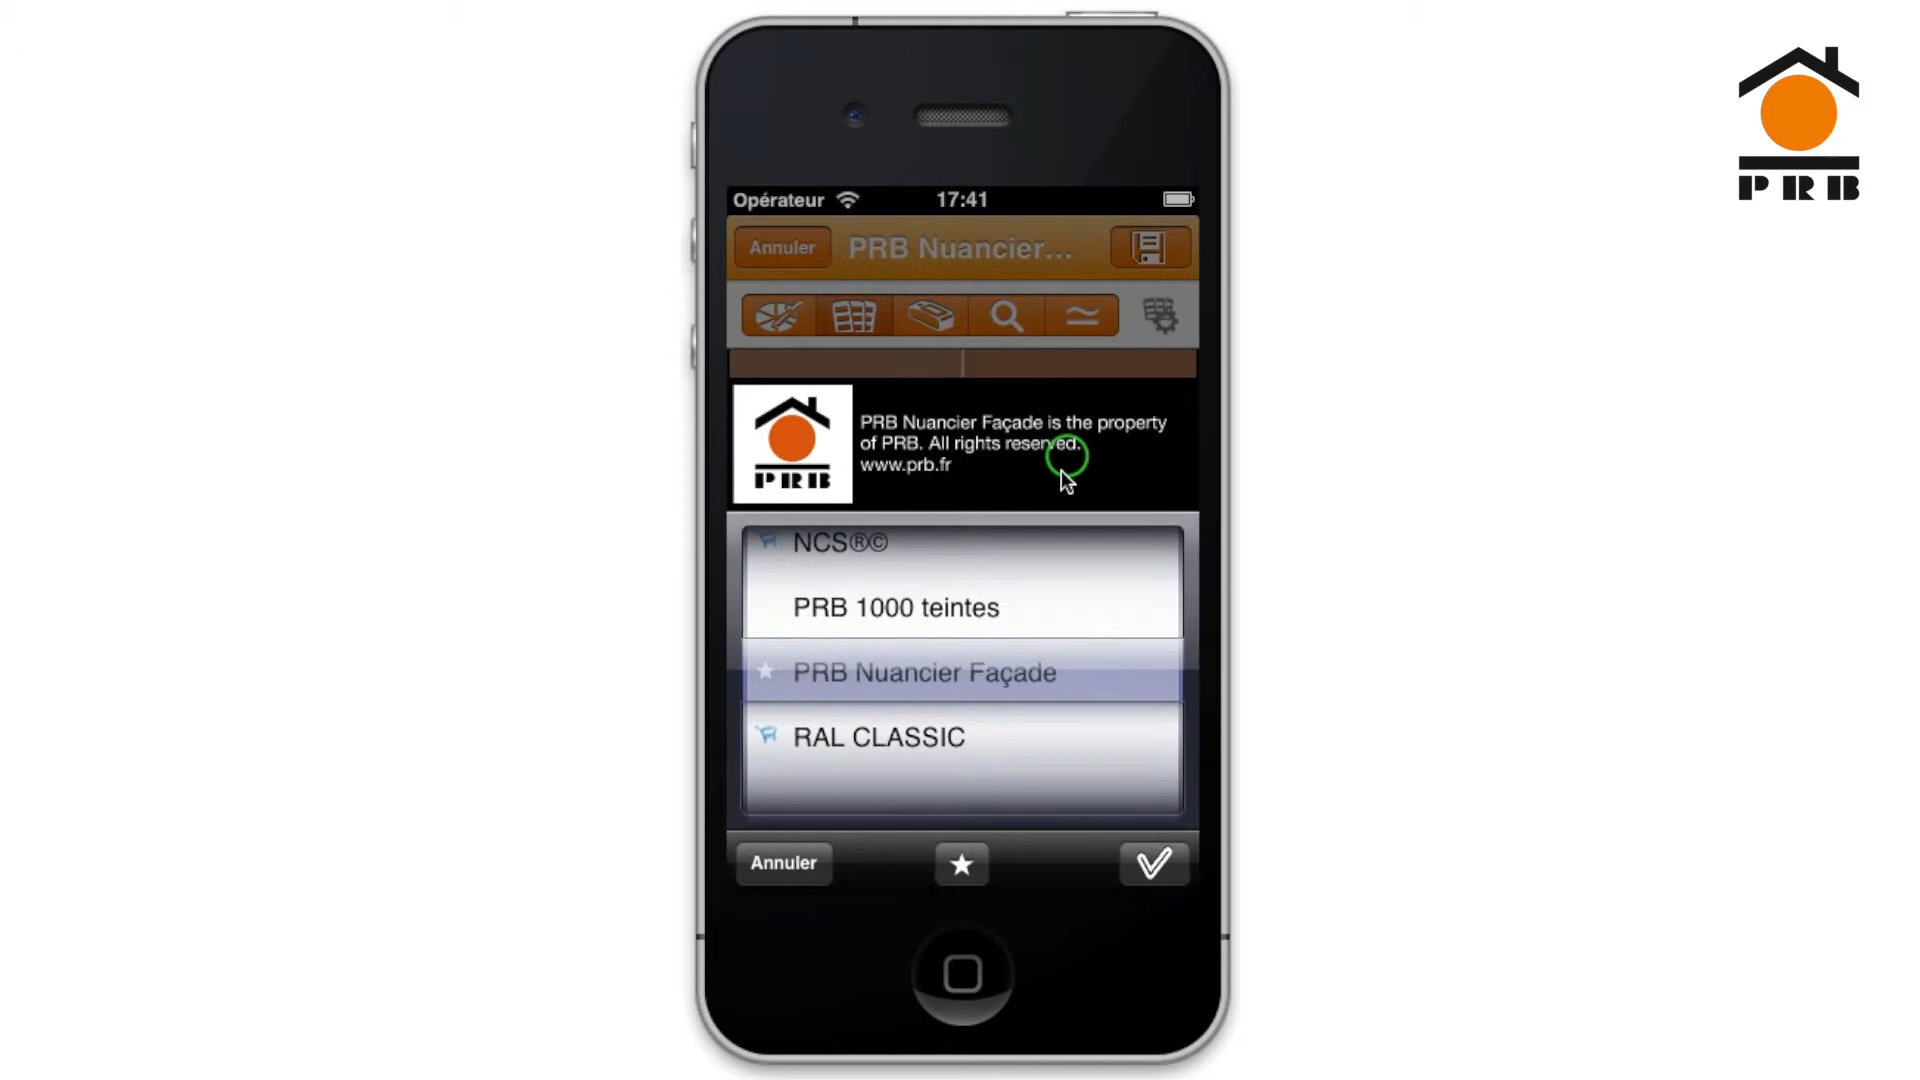 PRB
Opérateur 17:41
Annuler PRB Nuancier...
PRB
PRB Nuancier Façade is the property
of PRB. All rights reserved.
www.prb.fr
NCS®©
PRB 1000 teintes
PRB Nuancier Façade
RAL CLASSIC
Annuler